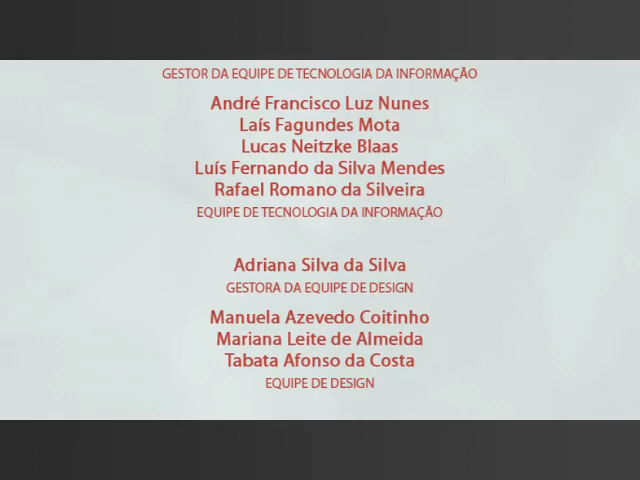 GESTOR DA EQUIPE DE TECNOLOGIA DA INFORMAÇÃO
André Francisco Luz Nunes
Laís Fagundes Mota
Lucas Neitzke Blaas
Luís Fernando da Silva Mendes
Rafael Romano da Silveira
EQUIPE DE TECNOLOGIA DA INFORMAÇÃO
Adriana Silva da Silva
GESTORA DA EQUIPE DE DESIGN
Manuela Azevedo Coitinho
Mariana Leite de Almeida
Tabata Afonso da Costa
EQUIPE DE DESIGN